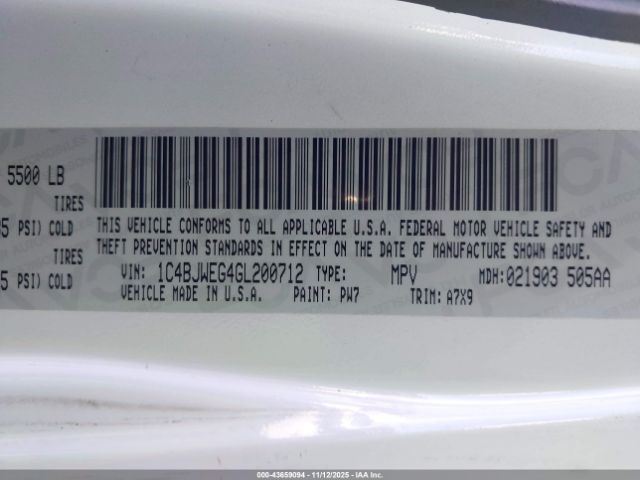 5500 LB
TIRES
5 PSI) COLD
TIRES
5 PSI) COLD
THIS VEHICLE CONFORMS TO ALL APPLICABLE U.S.A. FEDERAL MOTOR VEHICLE SAFETY AND
THEFT PREVENTION STANDARDS IN EFFECT ON THE DATE OF MANUFACTURE SHOWN ABOVE.
VIN: 1C4BJWEG4GL200712 TYPE: MPV MDH:021903 505AA
VEHICLE MADE IN U.S.A. PAINT: PW7 TRIM: A7X9
000-43659094 - 11/12/2025 - IAA Inc.